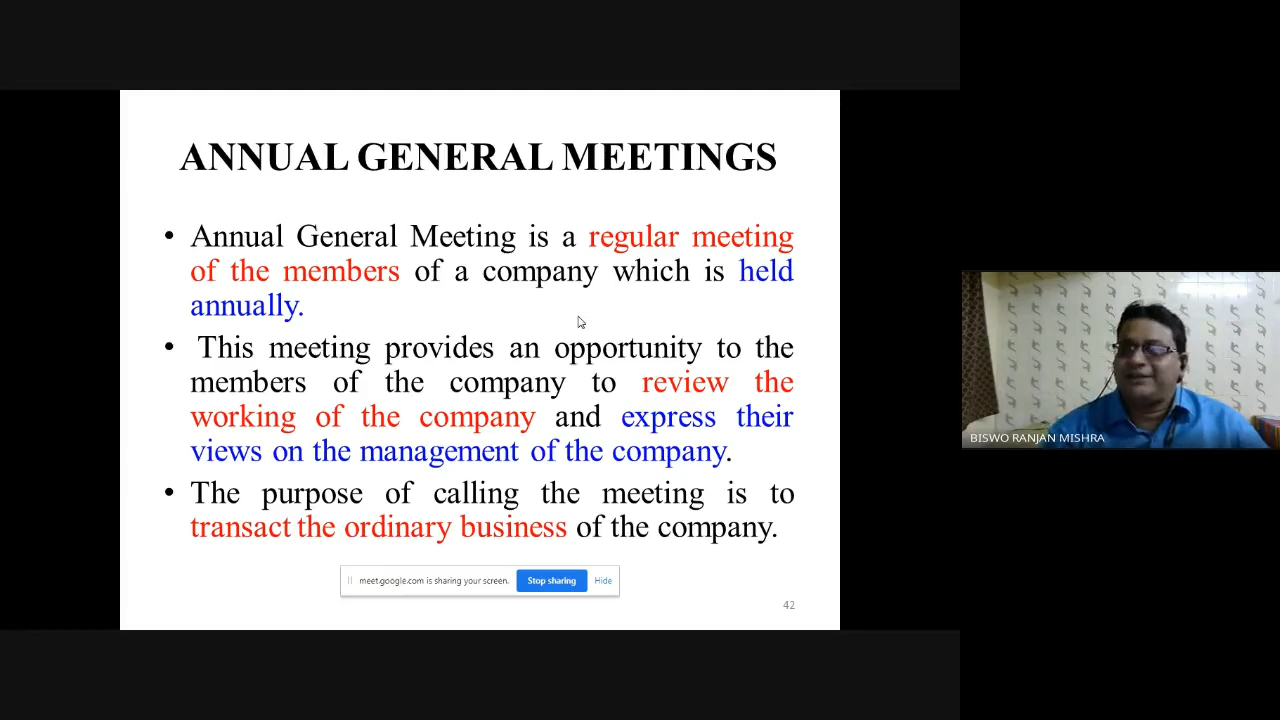 ANNUAL GENERAL MEETINGS
• Annual General Meeting is a regular meeting
of the members of a company which is held
annually.
• This meeting provides an opportunity to the
members of the company to review the
working of the company and express their
views on the management of the company.
• The purpose of calling the meeting is to
transact the ordinary business of the company.
meet.google.com is sharing your screen. Stop sharing Hide
42
BISWO RANJAN MISHRA